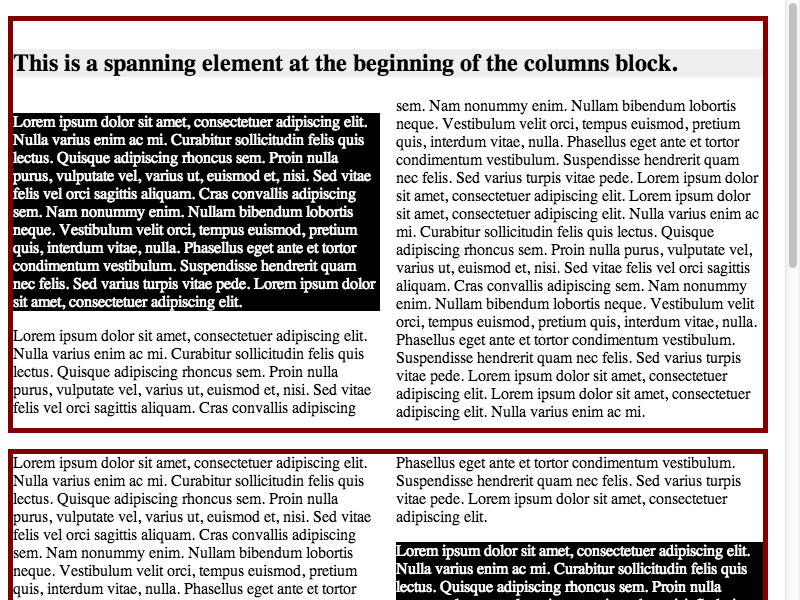 This is a spanning element at the beginning of the columns block.
Lorem ipsum dolor sit amet, consectetuer adipiscing elit.
Nulla varius enim ac mi. Curabitur sollicitudin felis quis
lectus. Quisque adipiscing rhoncus sem. Proin nulla
purus, vulputate vel, varius ut, euismod et, nisi. Sed vitae
felis vel orci sagittis aliquam. Cras convallis adipiscing
sem. Nam nonummy enim. Nullam bibendum lobortis
neque. Vestibulum velit orci, tempus euismod, pretium
quis, interdum vitae, nulla. Phasellus eget ante et tortor
condimentum vestibulum. Suspendisse hendrerit quam
nec felis. Sed varius turpis vitae pede. Lorem ipsum dolor
sit amet, consectetuer adipiscing elit.
Lorem ipsum dolor sit amet, consectetuer adipiscing elit.
Nulla varius enim ac mi. Curabitur sollicitudin felis quis
lectus. Quisque adipiscing rhoncus sem. Proin nulla
purus, vulputate vel, varius ut, euismod et, nisi. Sed vitae
felis vel orci sagittis aliquam. Cras convallis adipiscing
sem. Nam nonummy enim. Nullam bibendum lobortis
neque. Vestibulum velit orci, tempus euismod, pretium
quis, interdum vitae, nulla. Phasellus eget ante et tortor
condimentum vestibulum. Suspendisse hendrerit quam
nec felis. Sed varius turpis vitae pede. Lorem ipsum dolor
sit amet, consectetuer adipiscing elit. Lorem ipsum dolor
sit amet, consectetuer adipiscing elit. Nulla varius enim ac
mi. Curabitur sollicitudin felis quis lectus. Quisque
adipiscing rhoncus sem. Proin nulla purus, vulputate vel,
varius ut, euismod et, nisi. Sed vitae felis vel orci sagittis
aliquam. Cras convallis adipiscing sem. Nam nonummy
enim. Nullam bibendum lobortis neque. Vestibulum velit
orci, tempus euismod, pretium quis, interdum vitae, nulla.
Phasellus eget ante et tortor condimentum vestibulum.
Suspendisse hendrerit quam nec felis. Sed varius turpis
vitae pede. Lorem ipsum dolor sit amet, consectetuer
adipiscing elit. Lorem ipsum dolor sit amet, consectetuer
adipiscing elit. Nulla varius enim ac mi.
Lorem ipsum dolor sit amet, consectetuer adipiscing elit.
Nulla varius enim ac mi. Curabitur sollicitudin felis quis
lectus. Quisque adipiscing rhoncus sem. Proin nulla
purus, vulputate vel, varius ut, euismod et, nisi. Sed vitae
felis vel orci sagittis aliquam. Cras convallis adipiscing
sem. Nam nonummy enim. Nullam bibendum lobortis
neque. Vestibulum velit orci, tempus euismod, pretium
quis, interdum vitae, nulla. Phasellus eget ante et tortor
Phasellus eget ante et tortor condimentum vestibulum.
Suspendisse hendrerit quam nec felis. Sed varius turpis
vitae pede. Lorem ipsum dolor sit amet, consectetuer
adipiscing elit.
Lorem ipsum dolor sit amet, consectetuer adipiscing elit.
Nulla varius enim ac mi. Curabitur sollicitudin felis quis
lectus. Quisque adipiscing rhoncus sem. Proin nulla